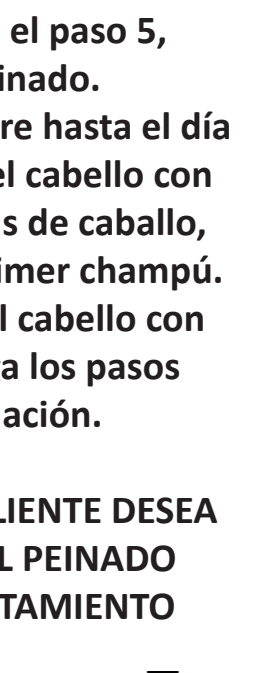 el paso 5,
inado.
re hasta el día
el cabello con
s de caballo,
imer champú.
l cabello con
a los pasos
ación.
LIENTE DESEA
L PEINADO
TAMIENTO